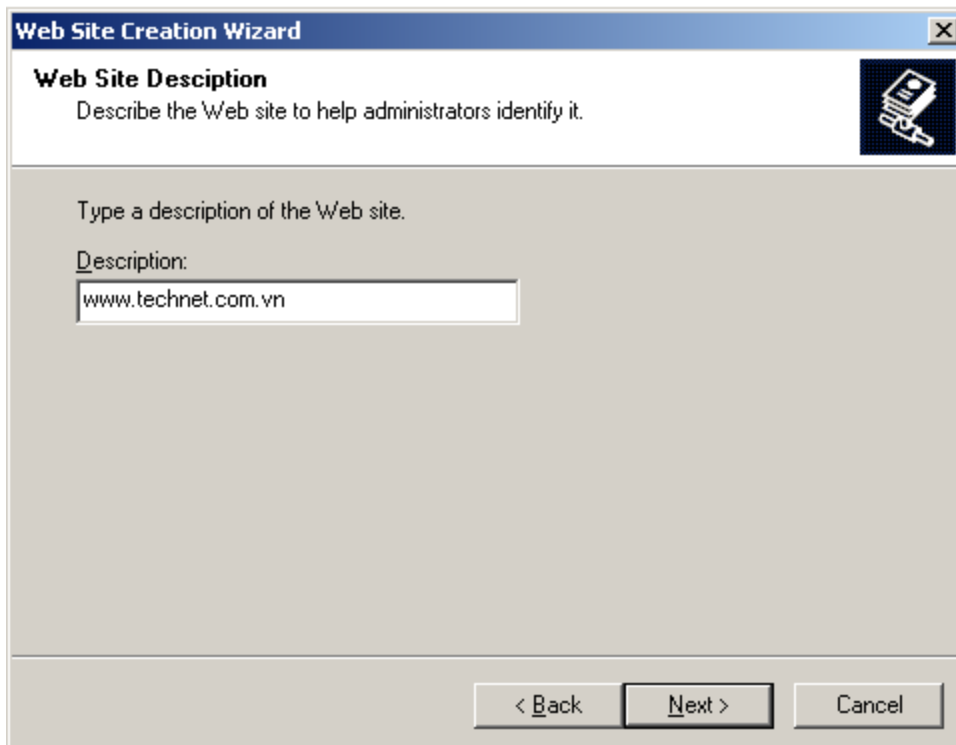 Web Site Creation Wizard
Web Site Desciption
Describe the Web site to help administrators identify it.
Type a description of the Web site.
Description:
www.technet.com.vn
< Back
Next >
Cancel